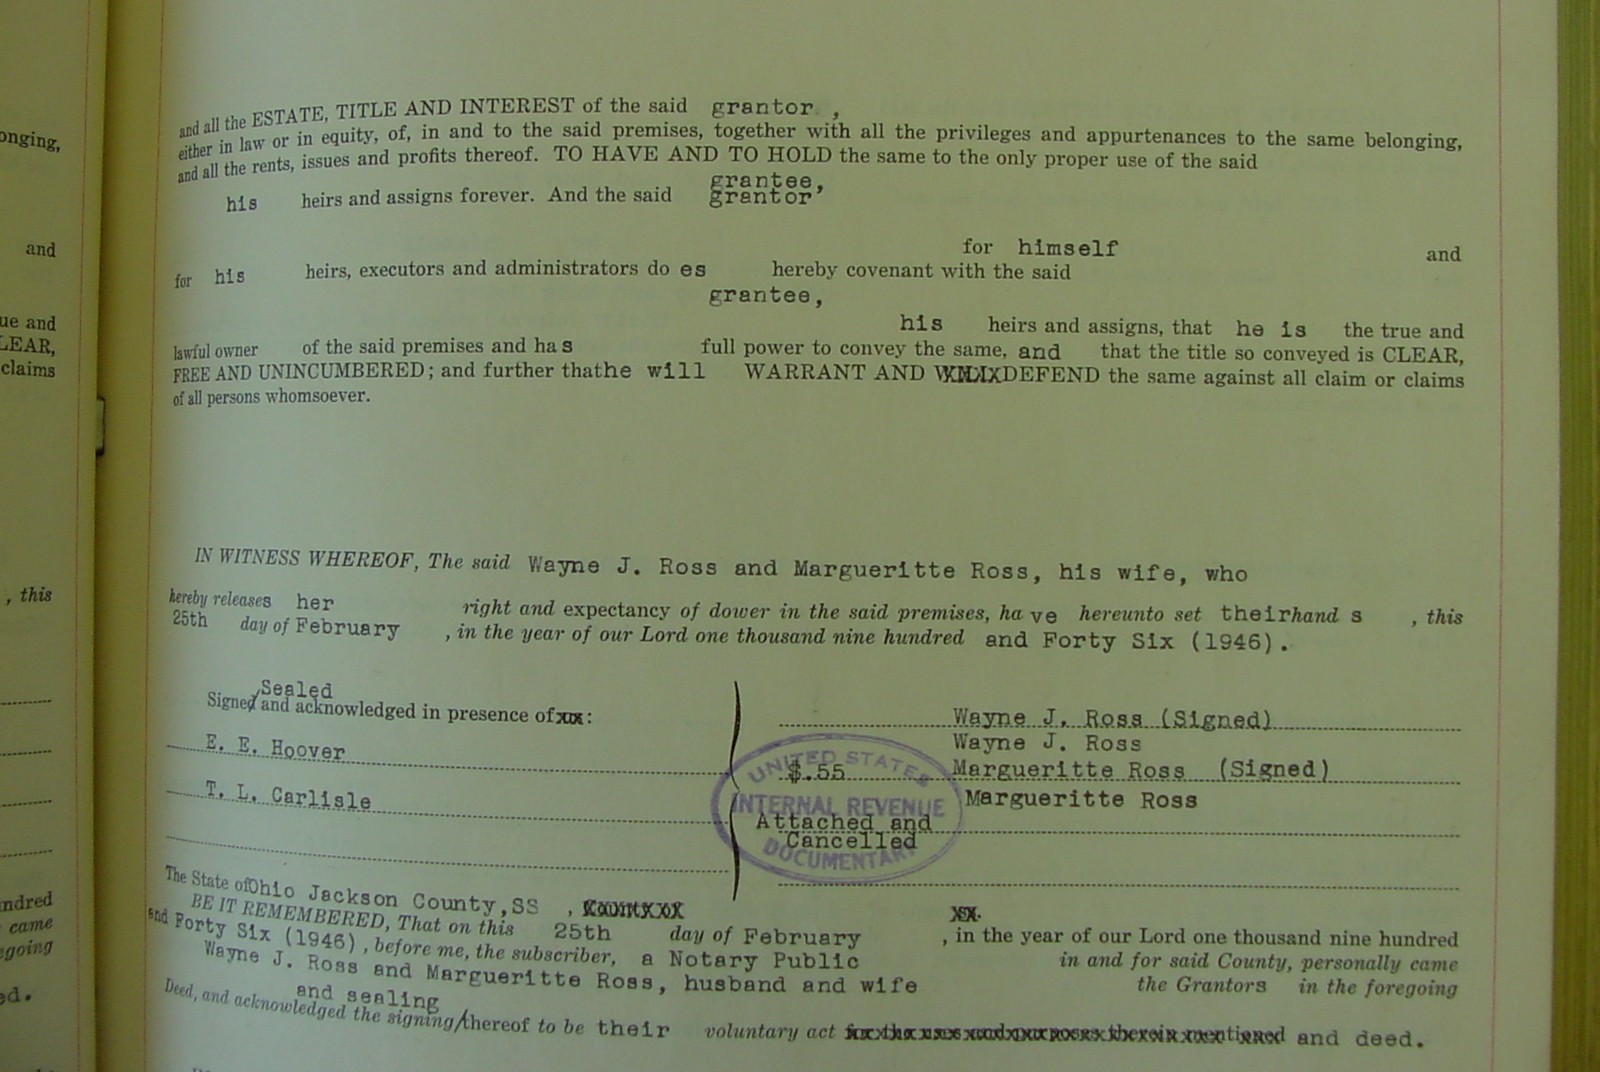 onging,
and
ue and
LEAR,
claims
, this
ndred
came
egoing
ed.
and all the ESTATE, TITLE AND INTEREST of the said grantor ,
either in law or in equity, of, in and to the said premises, together with all the privileges and appurtenances to the same belonging,
and all the rents, issues and profits thereof. TO HAVE AND TO HOLD the same to the only proper use of the said
grantee,
his heirs and assigns forever. And the said grantor,
for himself and
for his heirs, executors and administrators do es hereby covenant with the said
grantee,
his heirs and assigns, that he is the true and
lawful owner of the said premises and has full power to convey the same, and that the title so conveyed is CLEAR,
FREE AND UNINCUMBERED; and further thathe will WARRANT AND DEFEND the same against all claim or claims
of all persons whomsoever.
IN WITNESS WHEREOF, The said Wayne J. Ross and Margueritte Ross, his wife, who
hereby releases her right and expectancy of dower in the said premises, ha ve hereunto set theirhand s , this
25th day of February , in the year of our Lord one thousand nine hundred and Forty Six (1946).
Sealed
Signed/and acknowledged in presence of :
Wayne J. Ross (Signed)
E. E. Hoover
Wayne J. Ross
Margueritte Ross (Signed)
T. L. Carlisle
Margueritte Ross
UNITED STATES
$.55
INTERNAL REVENUE
Attached and
Cancelled
DOCUMENTARY
The State ofOhio Jackson County,SS ,
BE IT REMEMBERED, That on this 25th day of February , in the year of our Lord one thousand nine hundred
and Forty Six (1946), before me, the subscriber, a Notary Public in and for said County, personally came
Wayne J. Ross and Margueritte Ross, husband and wife the Grantors in the foregoing
and sealing
Deed, and acknowledged the signing/thereof to be their voluntary act and deed.